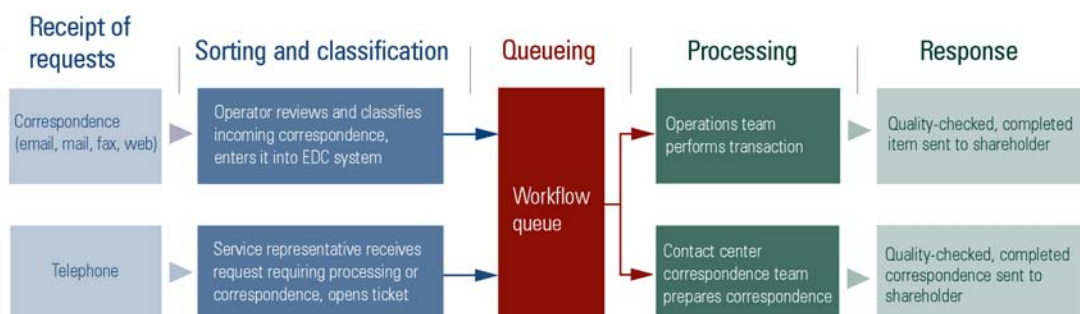 Receipt of
requests
Sorting and classification
Queueing
Processing
Response
Correspondence
(email, mail, fax, web)
Operator reviews and classifies
incoming correspondence,
enters it into EDC system
Workflow
queue
Operations team
performs transaction
Quality-checked, completed
item sent to shareholder
Telephone
Service representative receives
request requiring processing or
correspondence, opens ticket
Contact center
correspondence team
prepares correspondence
Quality-checked, completed
correspondence sent to
shareholder